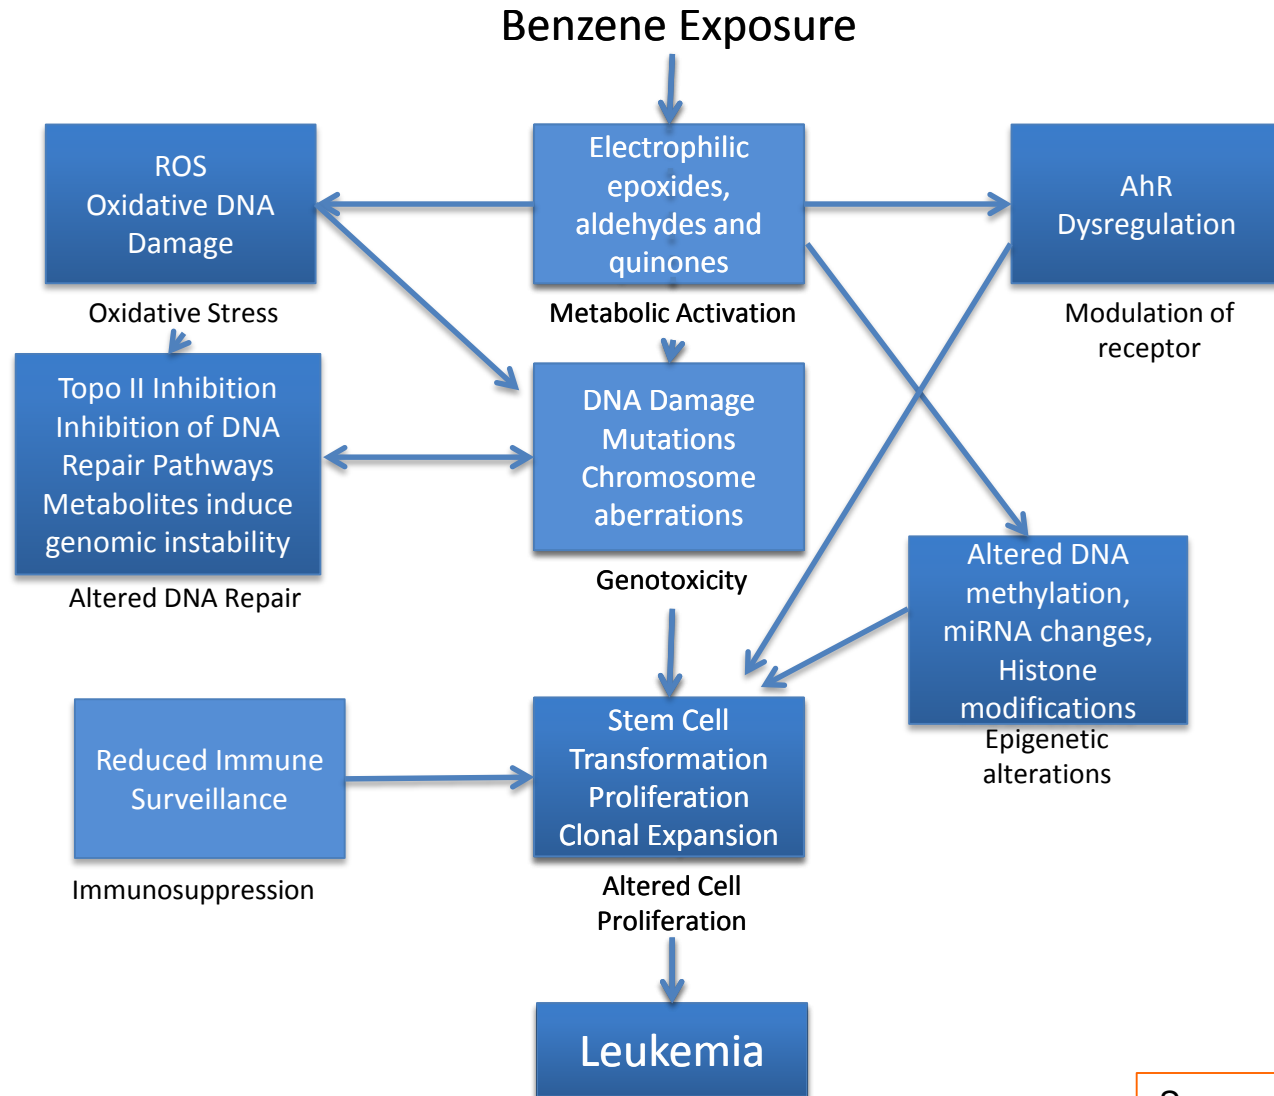 Benzene Exposure
ROS
Oxidative DNA
Damage
Oxidative Stress
Electrophilic
epoxides,
aldehydes and
quinones
Metabolic Activation
AhR
Dysregulation
Modulation of
receptor
Topo II Inhibition
Inhibition of DNA
Repair Pathways
Metabolites induce
genomic instability
Altered DNA Repair
DNA Damage
Mutations
Chromosome
aberrations
Genotoxicity
Altered DNA
methylation,
miRNA changes,
Histone
modifications
Epigenetic
alterations
Reduced Immune
Surveillance
Immunosuppression
Stem Cell
Transformation
Proliferation
Clonal Expansion
Altered Cell
Proliferation
Leukemia